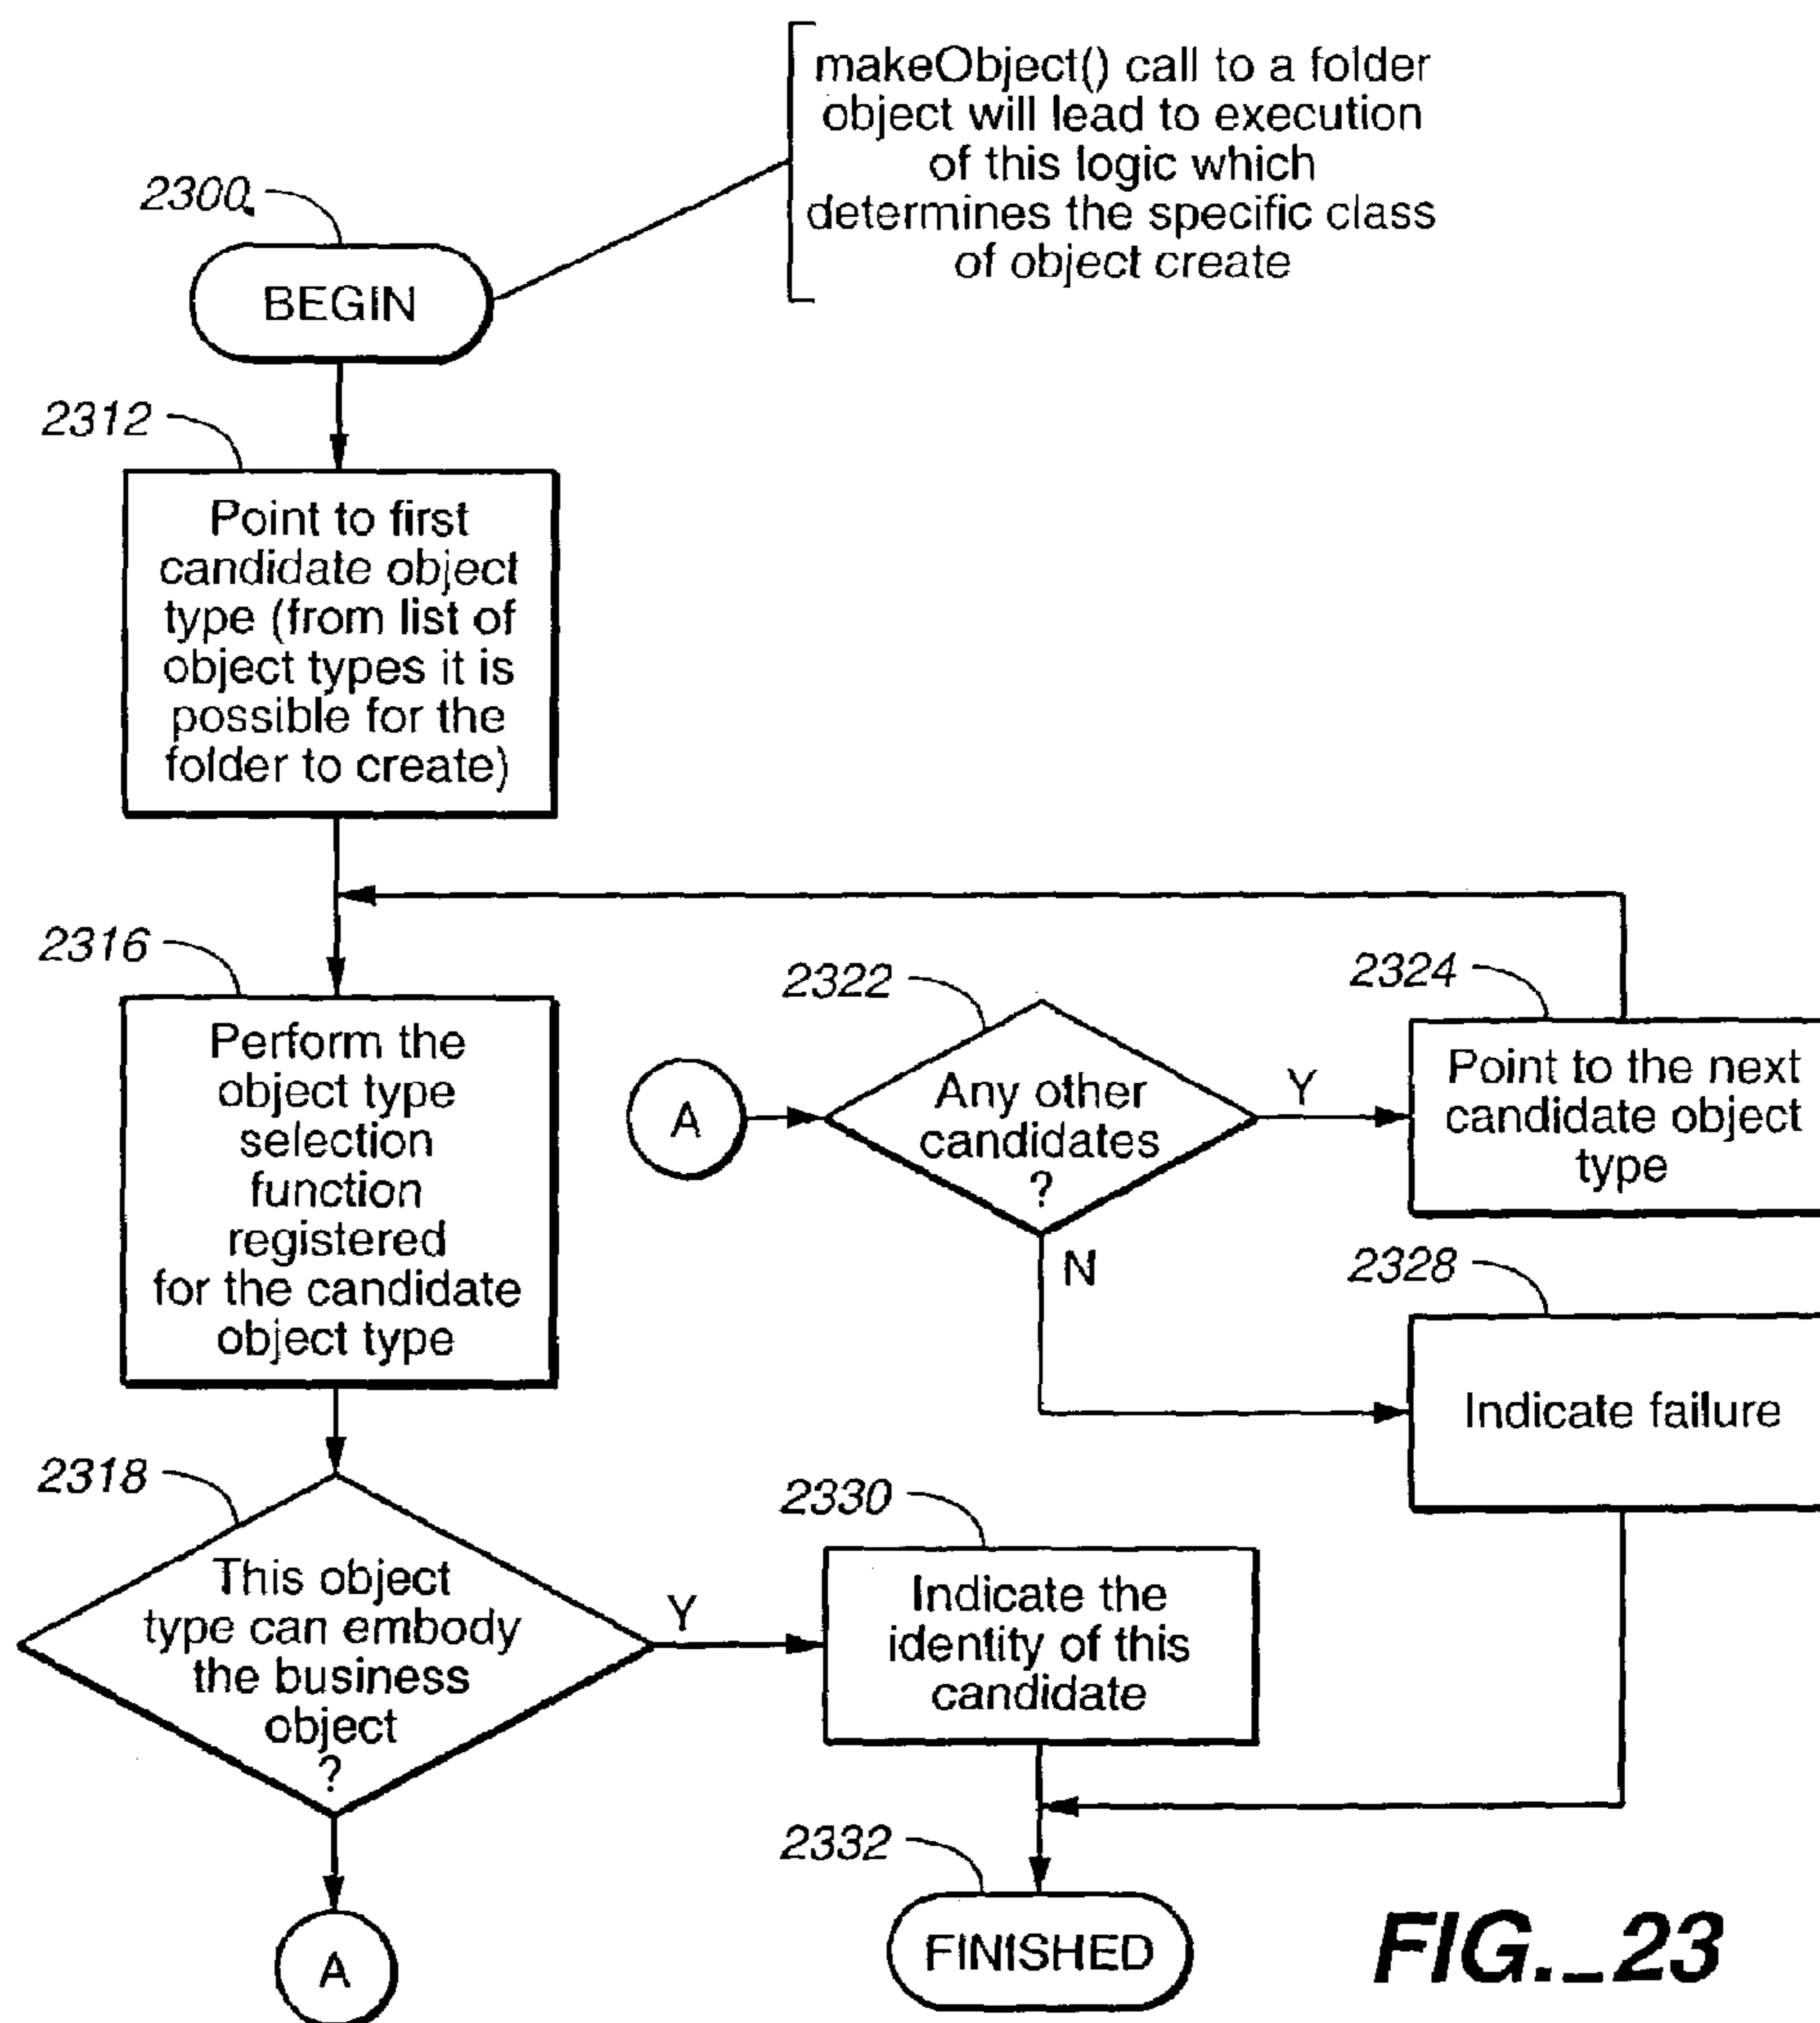 makeObject() call to a folder
object will lead to execution
of this logic which
determines the specific class
of object create
2300
BEGIN
2312
Point to first
candidate object
type (from list of
object types it is
possible for the
folder to create)
2316
Perform the
object type
selection
function
registered
for the candidate
object type
2322
A
Any other
candidates
?
Y
N
2324
Point to the next
candidate object
type
2328
Indicate failure
2318
This object
type can embody
the business
object
?
Y
2330
Indicate the
identity of this
candidate
2332
FINISHED
A
FIG._23